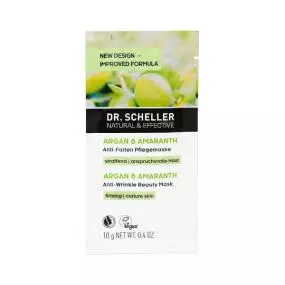 NEW DESIGN –
IMPROVED FORMULA
DR. SCHELLER
NATURAL & EFFECTIVE
ARGAN & AMARANTH
Anti-Falten Pflegemaske
straffend | anspruchsvolle Haut
ARGAN & AMARANTH
Anti-Wrinkle Beauty Mask
firming | mature skin
Vegan
10 g NET WT. 0.4 OZ.